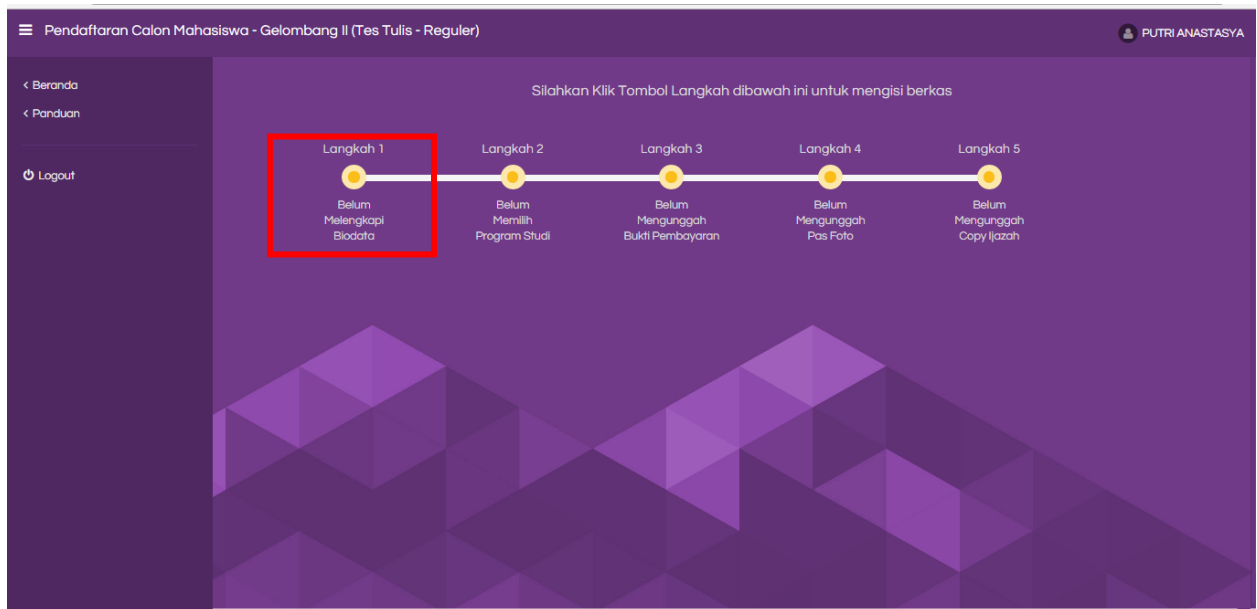 Pendaftaran Calon Mahasiswa - Gelombang II (Tes Tulis - Reguler)
PUTRI ANASTASYA
< Beranda
< Panduan
Logout
Silahkan Klik Tombol Langkah dibawah ini untuk mengisi berkas
Langkah 1
Belum
Melengkapi
Biodata
Langkah 2
Belum
Memilih
Program Studi
Langkah 3
Belum
Mengunggah
Bukti Pembayaran
Langkah 4
Belum
Mengunggah
Pas Foto
Langkah 5
Belum
Mengunggah
Copy Ijazah